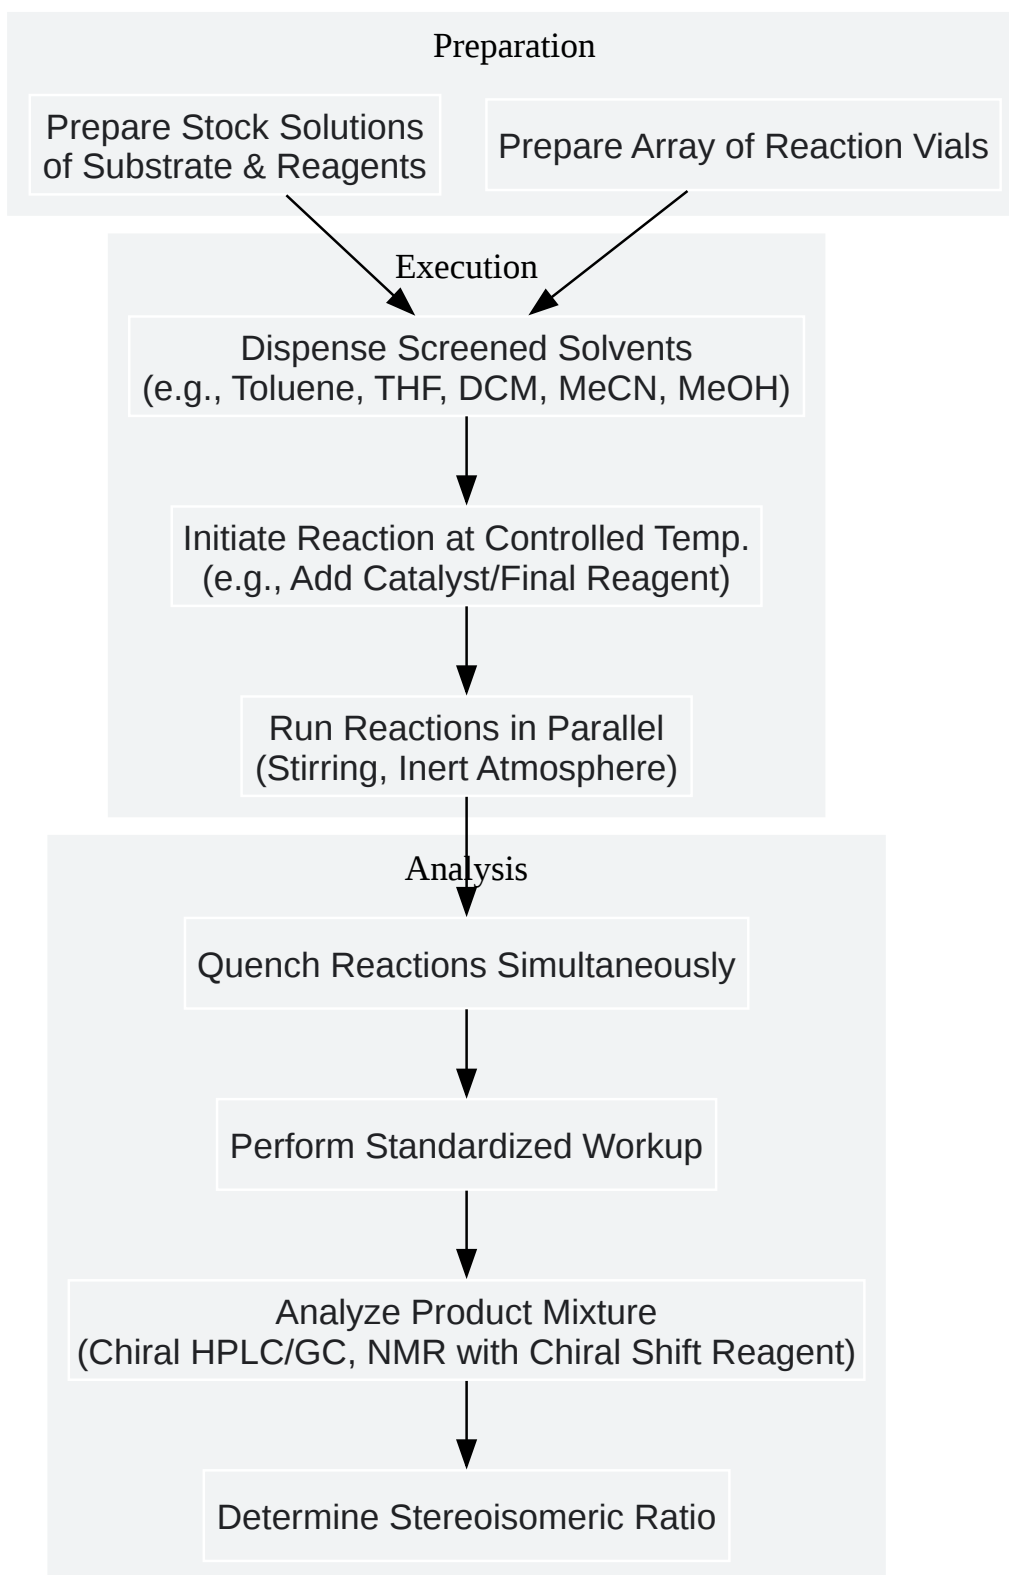 Preparation
Prepare Stock Solutions
of Substrate & Reagents
Prepare Array of Reaction Vials
Execution
Dispense Screened Solvents
(e.g., Toluene, THF, DCM, MeCN, MeOH)
Initiate Reaction at Controlled Temp.
(e.g., Add Catalyst/Final Reagent)
Run Reactions in Parallel
(Stirring, Inert Atmosphere)
Analysis
Quench Reactions Simultaneously
Perform Standardized Workup
Analyze Product Mixture
(Chiral HPLC/GC, NMR with Chiral Shift Reagent)
Determine Stereoisomeric Ratio